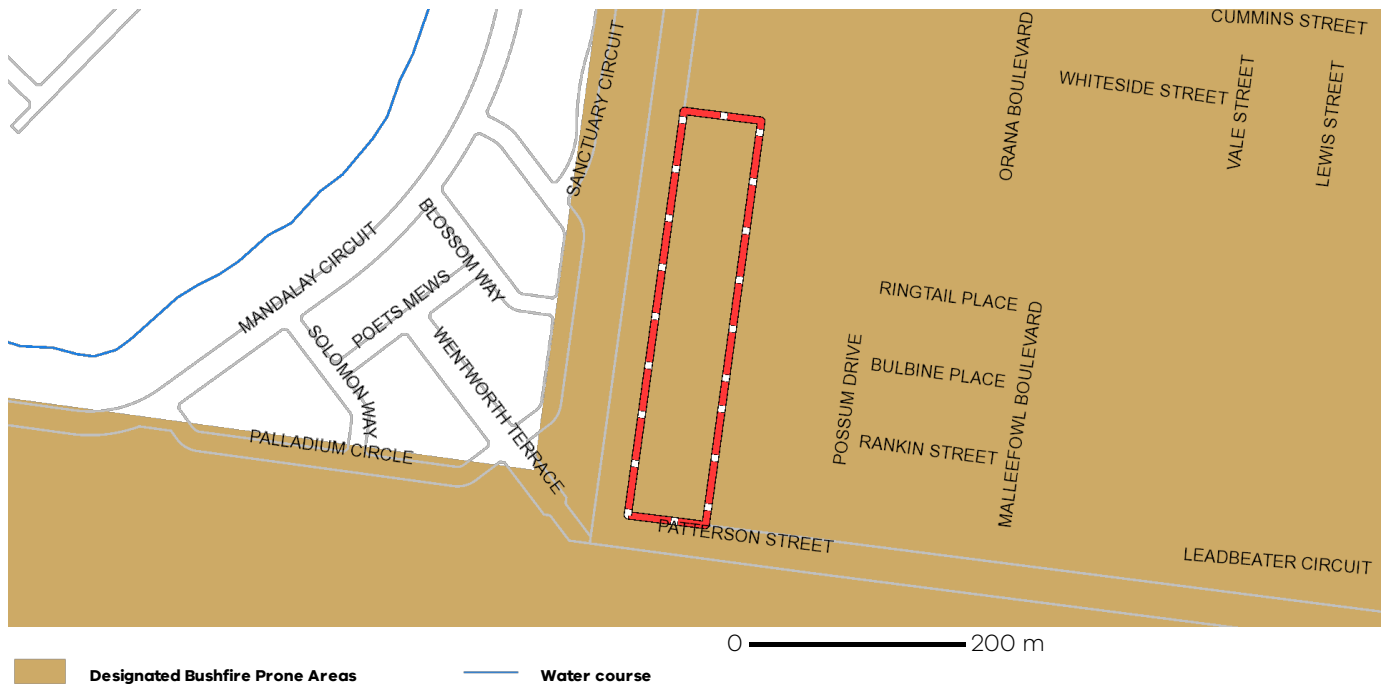 CUMMINS STREET
ORANA BOULEVARD
SANCTUARY CIRCUIT
WHITESIDE STREET
VALE STREET
LEWIS STREET
BLOSSOM WAY
MANDALAY CIRCUIT
POETS MEWS
RINGTAIL PLACE
SOLOMON WAY
WENTWORTH TERRACE
POSSUM DRIVE
BULBINE PLACE
MALLEEFOWL BOULEVARD
PALLADIUM CIRCLE
RANKIN STREET
PATTERSON STREET
LEADBEATER CIRCUIT
0 200 m
Designated Bushfire Prone Areas
Water course